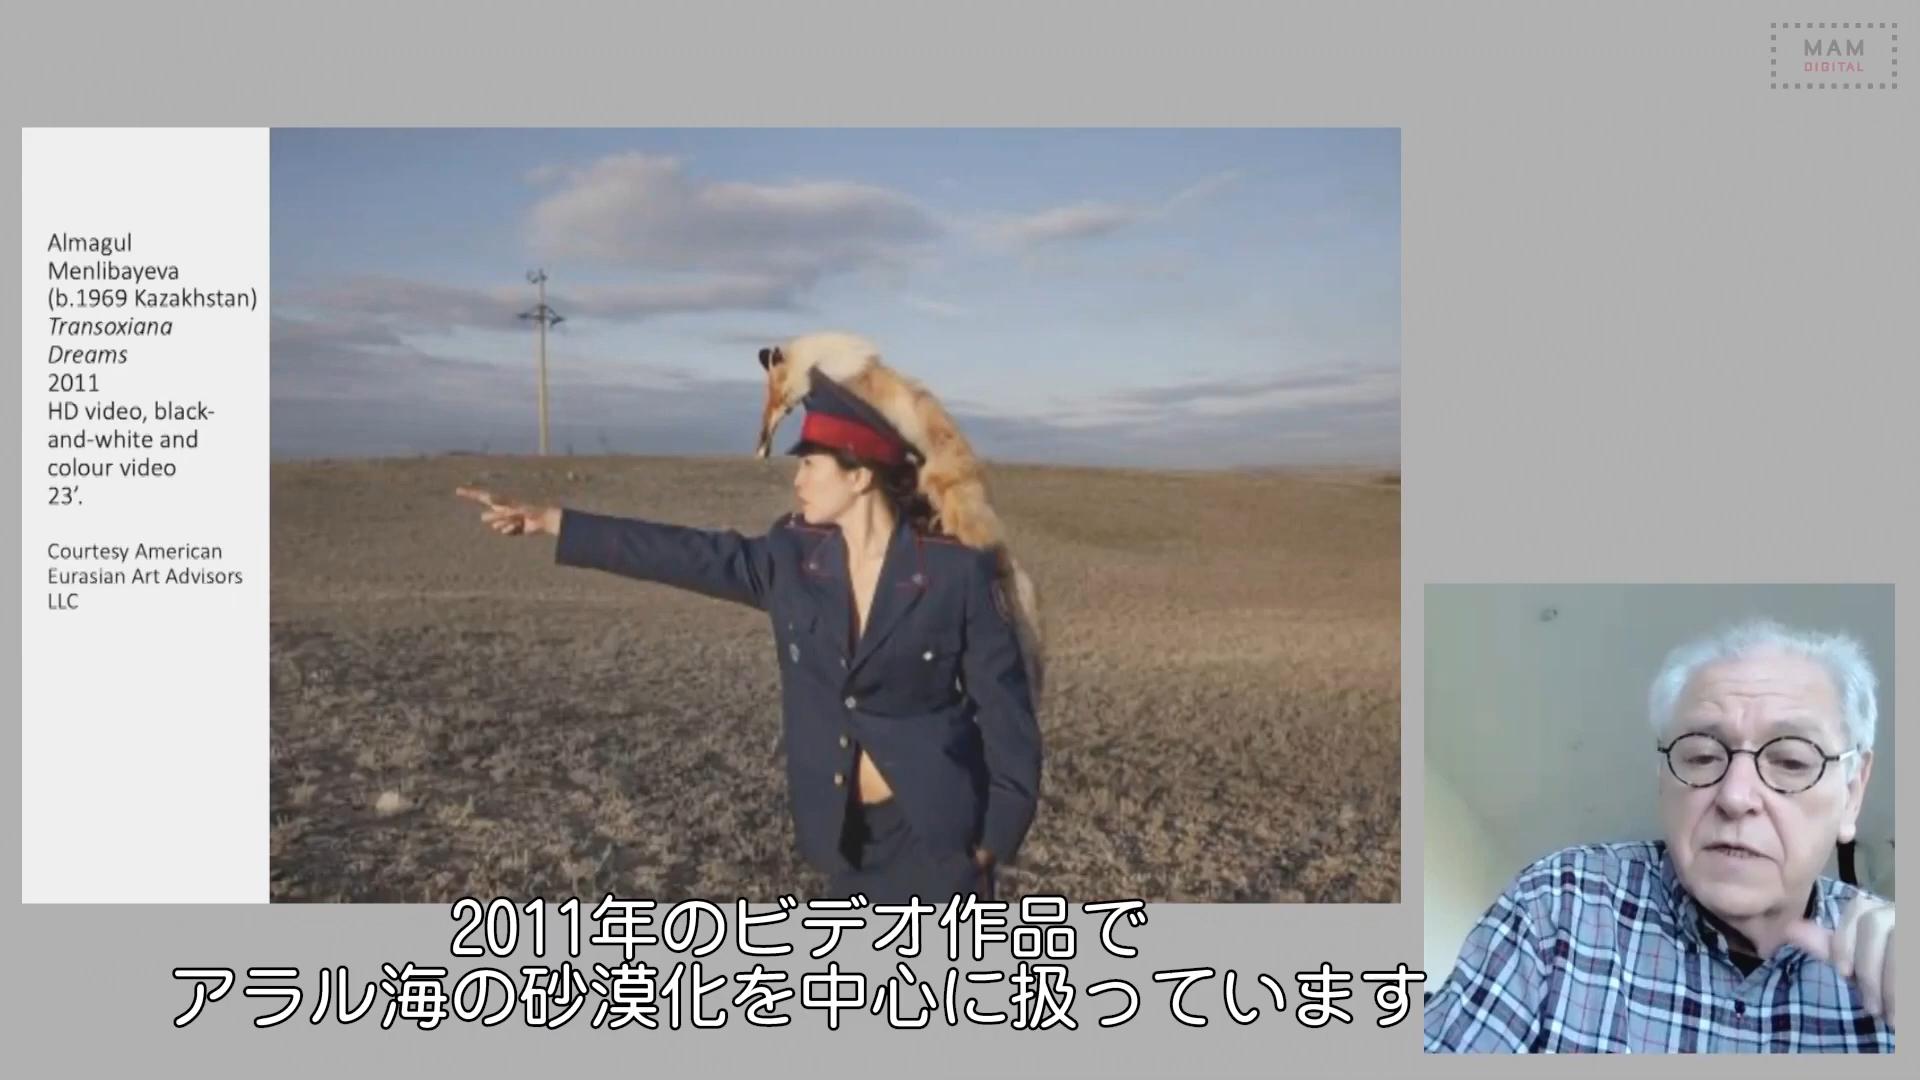 MAM
DIGITAL
Almagul
Menlibayeva
(b.1969 Kazakhstan)
Transoxiana
Dreams
2011
HD video, black-
and-white and
colour video
23’.
Courtesy American
Eurasian Art Advisors
LLC
2011年のビデオ作品で
アラル海の砂漠化を中心に扱っています